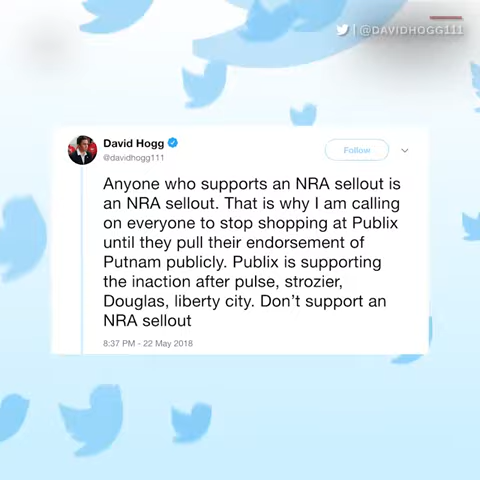 @DAVIDHOGG111
David Hogg
@davidhogg111
Follow
Anyone who supports an NRA sellout is
an NRA sellout. That is why I am calling
on everyone to stop shopping at Publix
until they pull their endorsement of
Putnam publicly. Publix is supporting
the inaction after pulse, strozier,
Douglas, liberty city. Don't support an
NRA sellout
8:37 PM - 22 May 2018